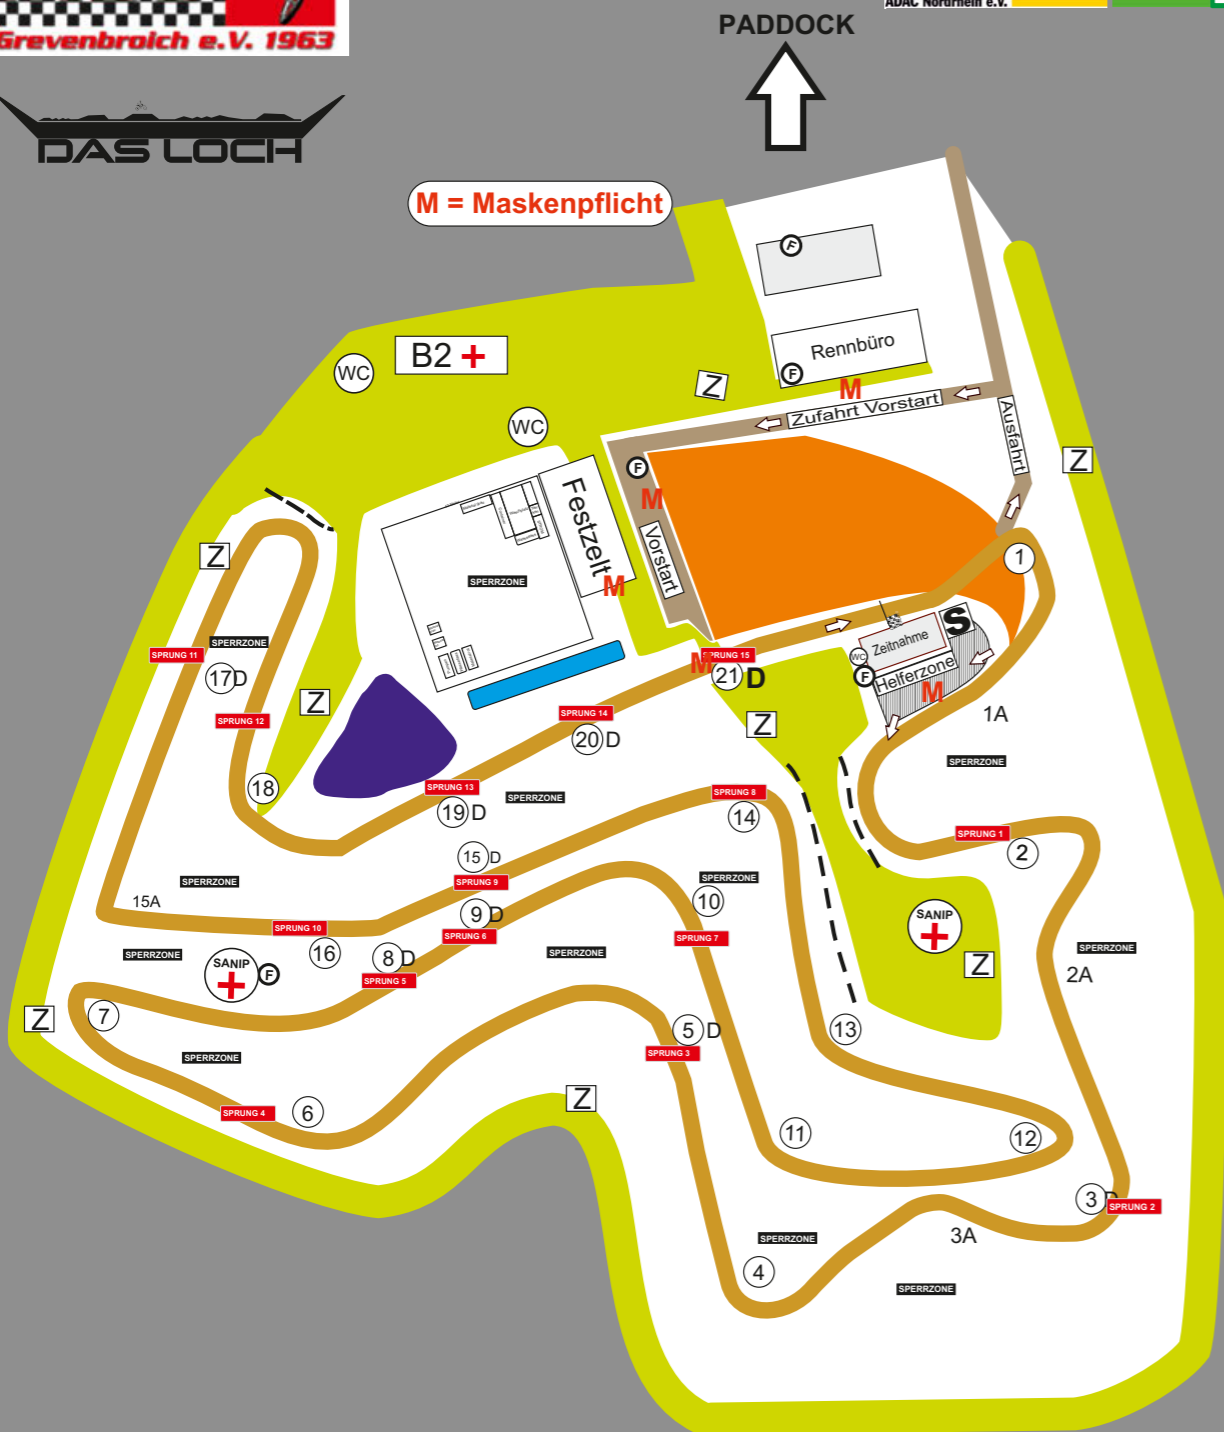 Grevenbroich e.V. 1963
ADAC Nordrhein e.V.
PADDOCK
DAS LOCH
M = Maskenpflicht
F
Rennbüro
F
B2 +
WC
Z
M
Zufahrt Vorstart
Ausfahrt
WC
Z
F
M
Festzelt
Vorstart
M
SPERRZONE
Z
1
S
Zeitnahme
WC
F
Helferzone
M
SPERRZONE
SPRUNG 11
17D
SPRUNG 15
M
21 D
Z
SPRUNG 12
SPRUNG 14
20 D
Z
1A
SPERRZONE
18
SPRUNG 13
19 D
SPERRZONE
SPRUNG 8
14
SPRUNG 1
2
15 D
SPRUNG 9
SPERRZONE
15A
SPERRZONE
10
9 D
SPRUNG 6
SPRUNG 7
SANIP
SPRUNG 10
16
SPERRZONE
SANIP
F
8 D
SPRUNG 5
SPERRZONE
Z
SPERRZONE
2A
Z
7
5 D
SPRUNG 3
13
SPERRZONE
Z
SPRUNG 4
6
11
12
3 D
SPRUNG 2
SPERRZONE
3A
4
SPERRZONE